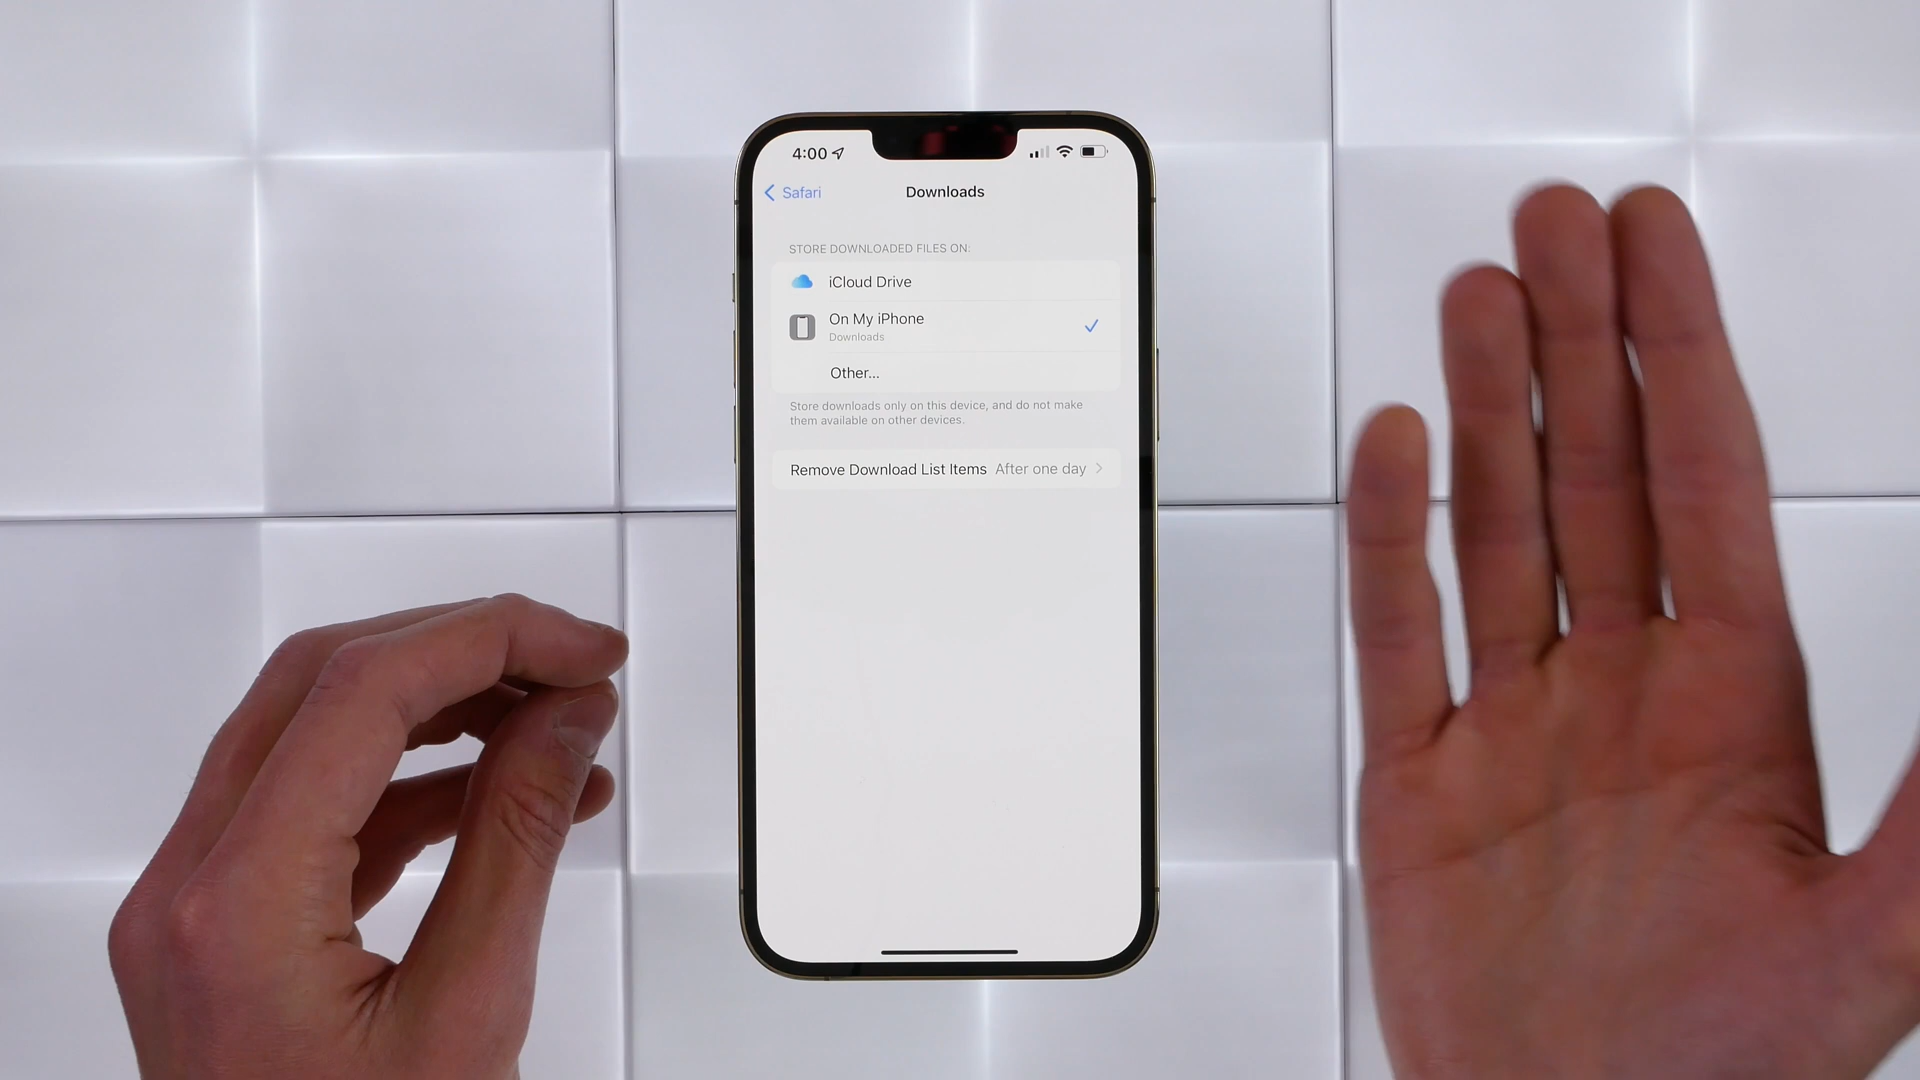 4:00
Safari
Downloads
STORE DOWNLOADED FILES ON:
iCloud Drive
On My iPhone
Downloads
Other...
Store downloads only on this device, and do not make
them available on other devices.
Remove Download List Items After one day